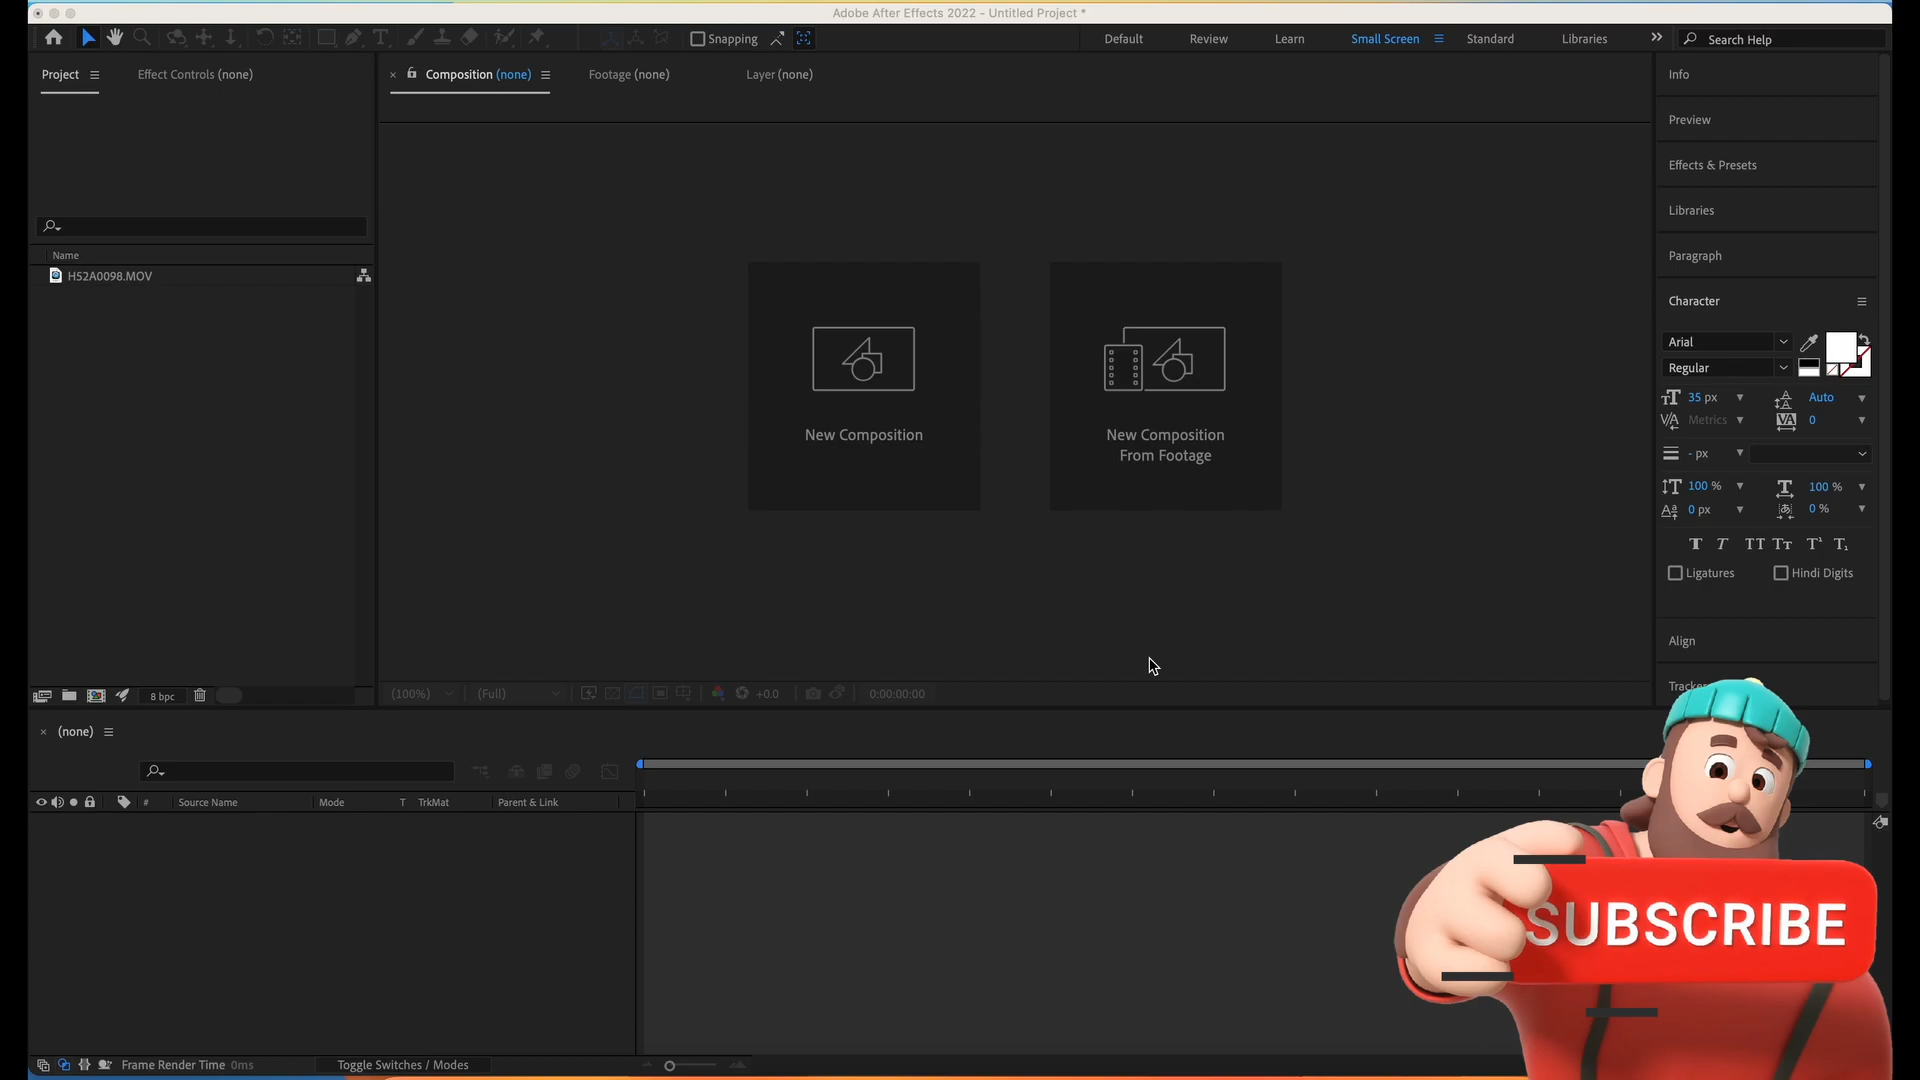 Adobe After Effects 2022 - Untitled Project *
Snapping
Default
Review
Learn
Small Screen
Standard
Libraries
Search Help
Project
Effect Controls (none)
Composition (none)
Footage (none)
Layer (none)
Name
H52A0098.MOV
New Composition
New Composition
From Footage
Info
Preview
Effects & Presets
Libraries
Paragraph
Character
Arial
Regular
35 px
Auto
Metrics
0
- px
100 %
100 %
0 px
0 %
Ligatures
Hindi Digits
Align
Tracker
8 bpc
(100%)
(Full)
+0.0
0:00:00:00
(none)
#
Source Name
Mode
T
TrkMat
Parent & Link
SUBSCRIBE
Frame Render Time 0ms
Toggle Switches / Modes